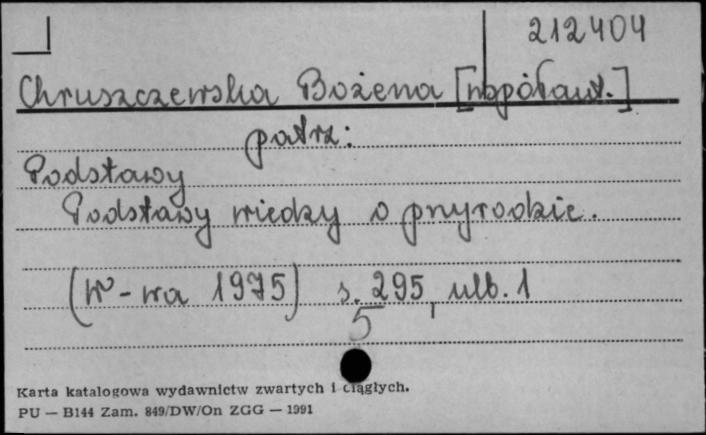 212404
Chruszczewska Bożena [współaut.]
patrz:
Podstawy
Podstawy wiedzy o przyrodzie.
(W-wa 1975) s. 295, ulb. 1
5
Karta katalogowa wydawnictw zwartych i ciągłych.
PU — B144 Zam. 849/DW/On ZGG — 1991